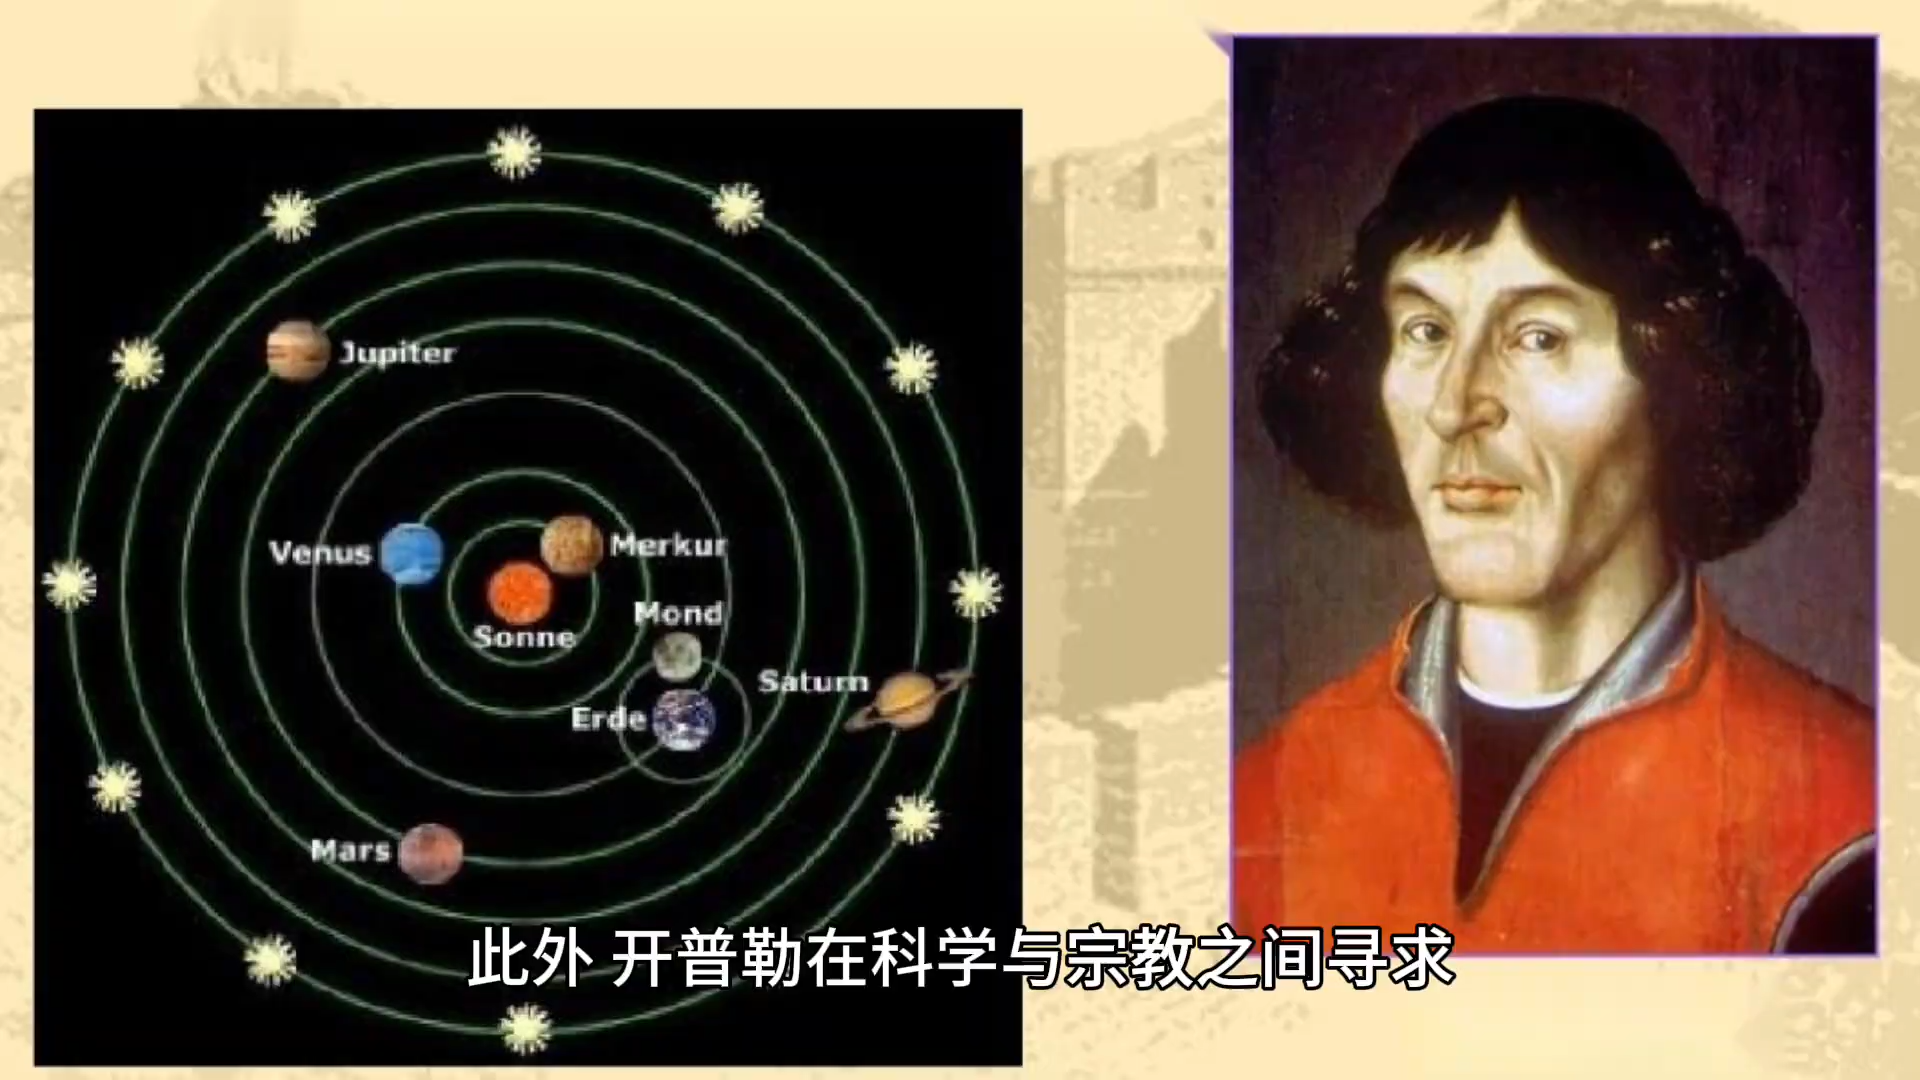 Jupiter
Venus
Merkur
Mond
Sonne
Saturn
Erde
Mars
此外 开普勒在科学与宗教之间寻求